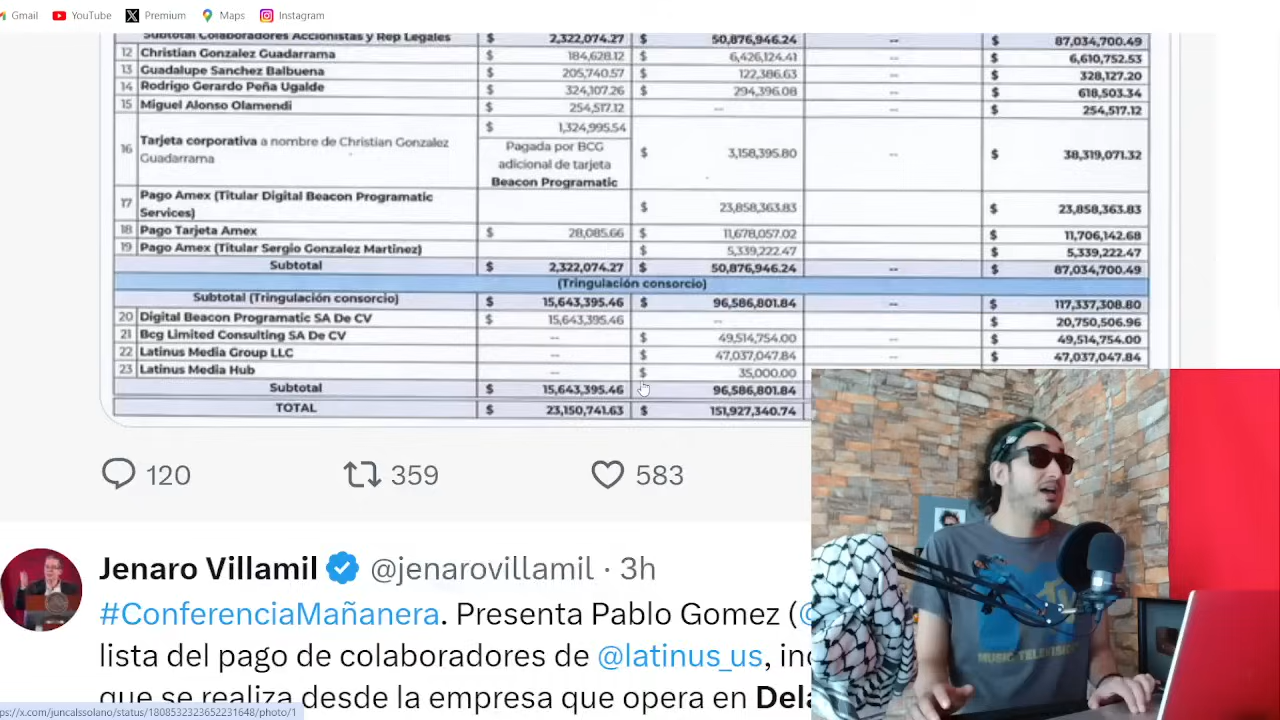 Gmail YouTube Premium Maps Instagram
Subtotal Colaboradores Accionistas y Rep Legales $ 2,322,074.27 $ 50,876,946.24 -- $ 87,034,700.49
12 Christian Gonzalez Guadarrama $ 184,628.12 $ 6,426,124.41 $ 6,610,752.53
13 Guadalupe Sanchez Balbuena $ 205,740.57 $ 122,386.63 $ 328,127.20
14 Rodrigo Gerardo Peña Ugalde $ 324,107.26 $ 294,396.08 $ 618,503.34
15 Miguel Alonso Olamendi $ 254,517.12 -- $ 254,517.12
16 Tarjeta corporativa a nombre de Christian Gonzalez Guadarrama $ 1,324,995.54 $ 3,158,395.80 -- $ 38,319,071.32
Pagada por BCG
adicional de tarjeta
Beacon Programatic
17 Pago Amex (Titular Digital Beacon Programatic Services) $ 23,858,363.83 $ 23,858,363.83
18 Pago Tarjeta Amex $ 28,085.66 $ 11,678,057.02 $ 11,706,142.68
19 Pago Amex (Titular Sergio Gonzalez Martinez) $ 5,339,222.47 $ 5,339,222.47
Subtotal $ 2,322,074.27 $ 50,876,946.24 -- $ 87,034,700.49
(Tringulación consorcio)
Subtotal (Tringulación consorcio) $ 15,643,395.46 $ 96,586,801.84 -- $ 117,337,308.80
20 Digital Beacon Programatic SA De CV $ 15,643,395.46 -- $ 20,750,506.96
21 Bcg Limited Consulting SA De CV -- $ 49,514,754.00 $ 49,514,754.00
22 Latinus Media Group LLC -- $ 47,037,047.84 $ 47,037,047.84
23 Latinus Media Hub -- $ 35,000.00
Subtotal $ 15,643,395.46 $ 96,586,801.84
TOTAL $ 23,150,741.63 $ 151,927,340.74
120 359 583
Jenaro Villamil @jenarovillamil · 3h
#ConferenciaMañanera. Presenta Pablo Gomez (
lista del pago de colaboradores de @latinus_us,
que se realiza desde la empresa que opera en
ps://x.com/juncalssolano/status/1808532323652231648/photo/1
MUSIC TELEVISION